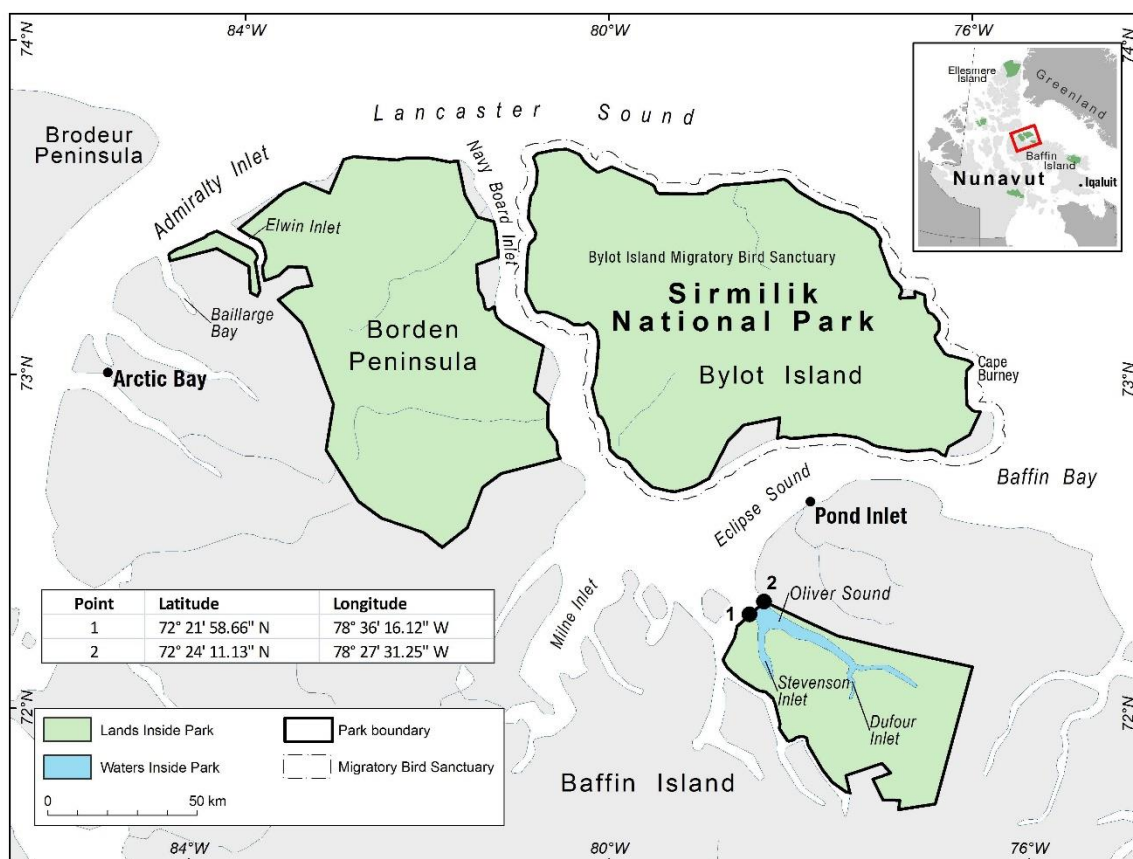 84°W
80°W
76°W
74°N
74°N
Lancaster Sound
Brodeur
Peninsula
Admiralty Inlet
Navy Board Inlet
Elwin Inlet
Baillarge
Bay
Borden
Peninsula
Bylot Island Migratory Bird Sanctuary
Sirmilik
National Park
Bylot Island
Cape
Burney
73°N
73°N
Arctic Bay
Baffin Bay
Eclipse Sound
Pond Inlet
Milne Inlet
1
2
Oliver Sound
Stevenson
Inlet
Dufour
Inlet
72°N
72°N
Baffin Island
84°W
80°W
76°W
Ellesmere
Island
Greenland
Baffin
Island
Nunavut
Iqaluit
Point Latitude Longitude
1 72° 21' 58.66" N 78° 36' 16.12" W
2 72° 24' 11.13" N 78° 27' 31.25" W
Lands Inside Park
Park boundary
Waters Inside Park
Migratory Bird Sanctuary
0 50 km